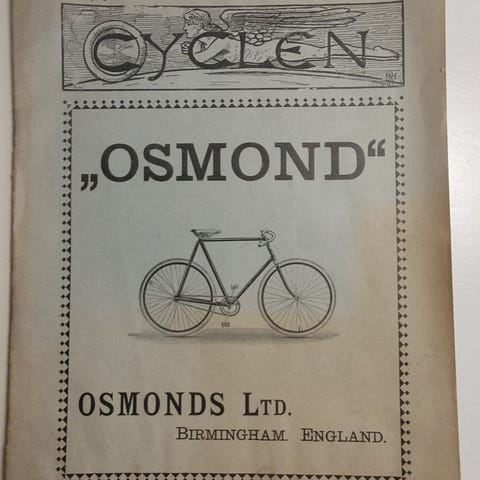 CYCLEN
„OSMOND“
OSMONDS LTD.
BIRMINGHAM. ENGLAND.